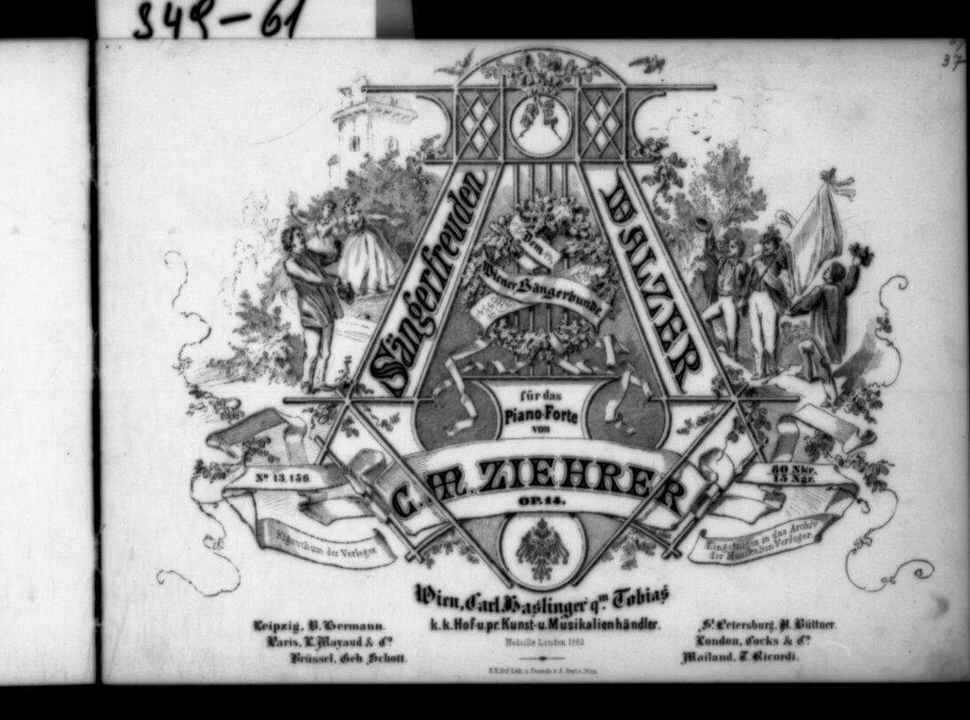 349-61
37
Sängerfreuden
WALZER
Dem
Wiener Sängerbunde.
für das
Piano-Forte
von
C. M. ZIEHRER
OP. 14.
No 13,156
80 Nkr.
15 Ngr.
Eigenthum der Verleger
Eingetragen in das Archiv
der Musikalien-Verleger.
Wien, Carl Haslinger qm. Tobias
k.k. Hof u. pr. Kunst- u. Musikalienhändler.
Medaille London 1862
Leipzig, B. Hermann.
Paris, L. Mayaud & Co
Brüssel, Geb Schott.
St Petersburg, A. Büttner.
London, Cocks & Co
Mailand, T. Ricordi.